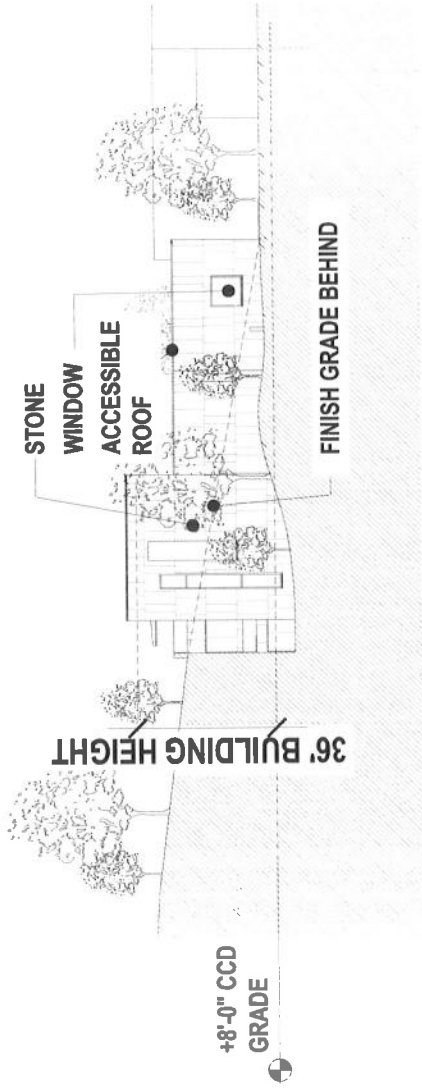 STONE
WINDOW
ACCESSIBLE
ROOF
FINISH GRADE BEHIND
36' BUILDING HEIGHT
+8'-0" CCD
GRADE